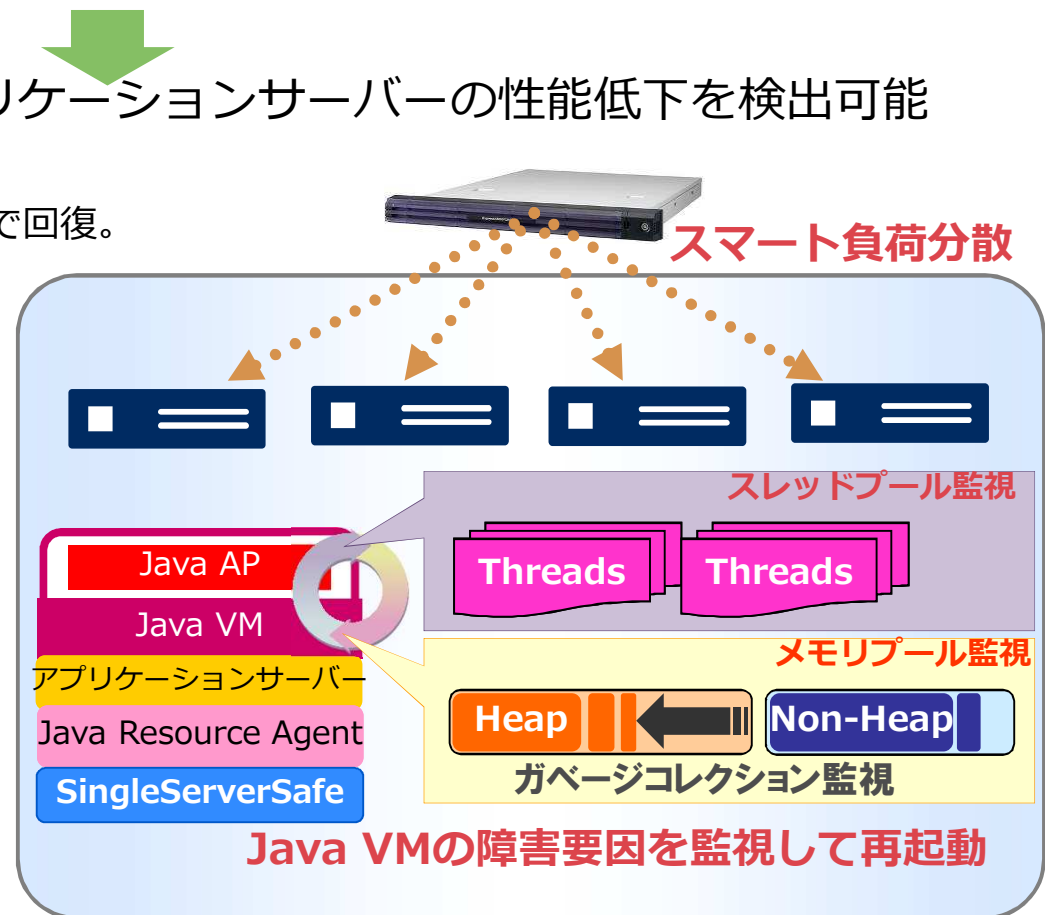 リケーションサーバーの性能低下を検出可能
で回復。
スマート負荷分散
スレッドプール監視
Threads
Threads
Java AP
Java VM
アプリケーションサーバー
Java Resource Agent
SingleServerSafe
メモリプール監視
Heap
Non-Heap
ガベージコレクション監視
Java VMの障害要因を監視して再起動